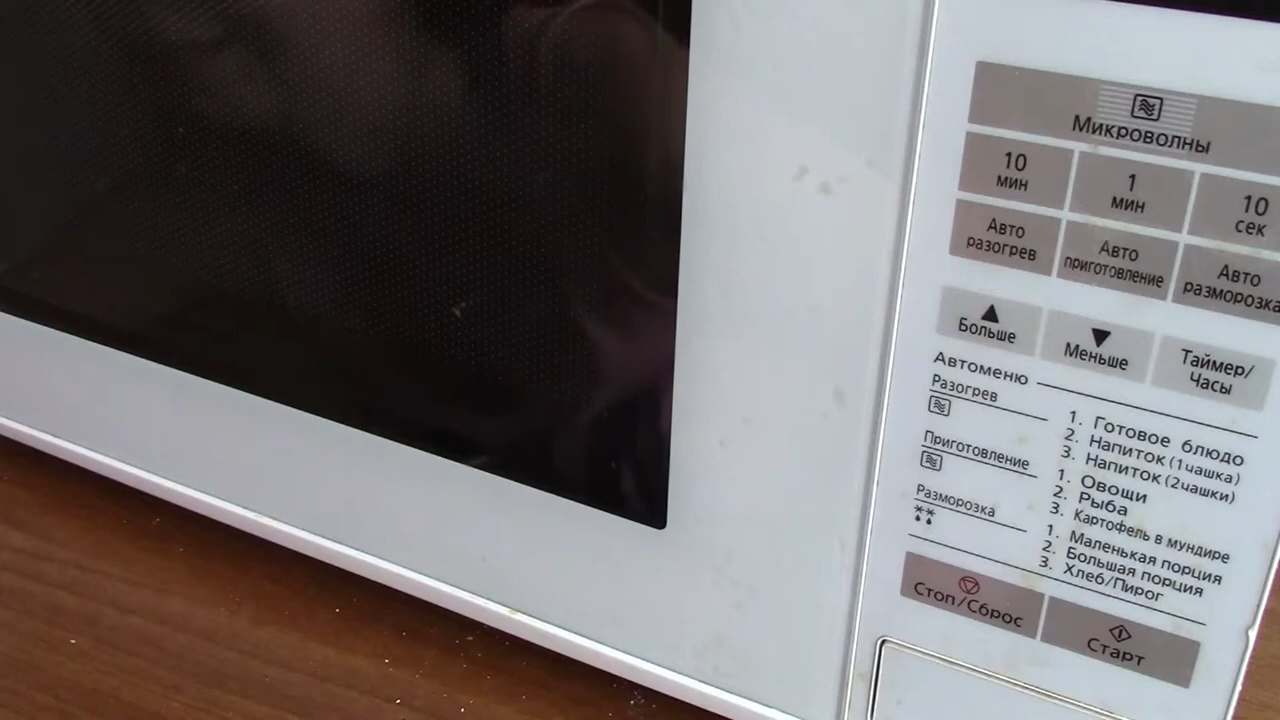 Микроволны
10
мин
1
мин
10
сек
Авто
разогрев
Авто
приготовление
Авто
разморозка
Больше
Меньше
Таймер/
Часы
Автоменю
Разогрев
1. Готовое блюдо
2. Напиток (1чашка)
3. Напиток (2чашки)
Приготовление
1. Овощи
2. Рыба
3. Картофель в мундире
Разморозка
1. Маленькая порция
2. Большая порция
3. Хлеб/Пирог
Стоп/Сброс
Старт